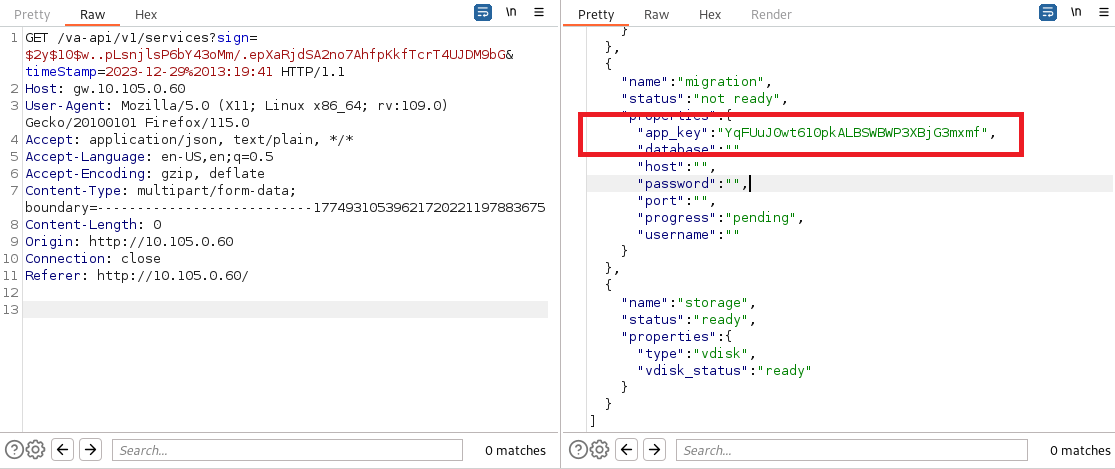 Pretty Raw Hex \n
1 GET /va-api/v1/services?sign=
$2y$10$w..pLsnjlsP6bY43oMm/.epXaRjdSA2no7AhfpKkfTcrT4UJDM9bG&
timeStamp=2023-12-29%2013:19:41 HTTP/1.1
2 Host: gw.10.105.0.60
3 User-Agent: Mozilla/5.0 (X11; Linux x86_64; rv:109.0)
Gecko/20100101 Firefox/115.0
4 Accept: application/json, text/plain, */*
5 Accept-Language: en-US,en;q=0.5
6 Accept-Encoding: gzip, deflate
7 Content-Type: multipart/form-data;
boundary=---------------------------177493105396217202211978836​75
8 Content-Length: 0
9 Origin: http://10.105.0.60
10 Connection: close
11 Referer: http://10.105.0.60/
12
13
Search...
0 matches
Pretty Raw Hex Render \n
}
},
{
"name":"migration",
"status":"not ready",
"properties":{
"app_key":"YqFUuJ0wt610pkALBSWBWP3XBjG3mxmf",
"database":""
"host":"",
"password":"",
"port":"",
"progress":"pending",
"username":""
}
},
{
"name":"storage",
"status":"ready",
"properties":{
"type":"vdisk",
"vdisk_status":"ready"
}
}
]
Search...
0 matches